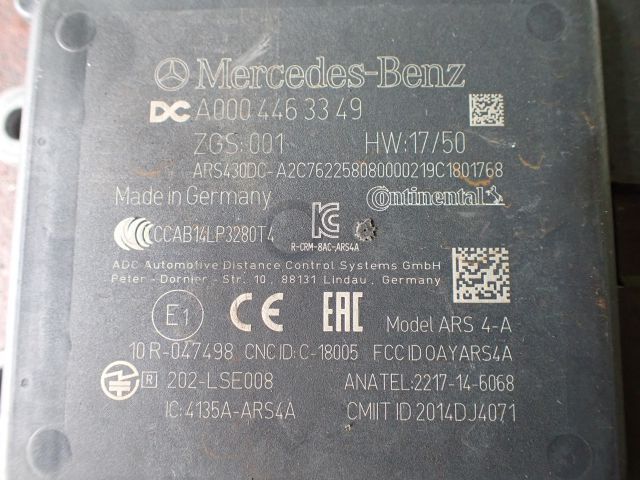 Mercedes-Benz
DC A000 446 33 49
ZGS: 001 HW: 17/50
ARS430DC- A2C762258080000219C1801768
Made in Germany Continental
CCAB14LP3280T4
R-CRM-8AC-ARS4A
ADC Automotive Distance Control Systems GmbH
Peter - Dornier - Str. 10 , 88131 Lindau , Germany
E1 CE EAC Model ARS 4-A
10 R-047498 CNC ID: C-18005 FCC ID OAYARS4A
R 202-LSE008 ANATEL: 2217-14-6068
IC: 4135A-ARS4A CMIIT ID 2014DJ4071